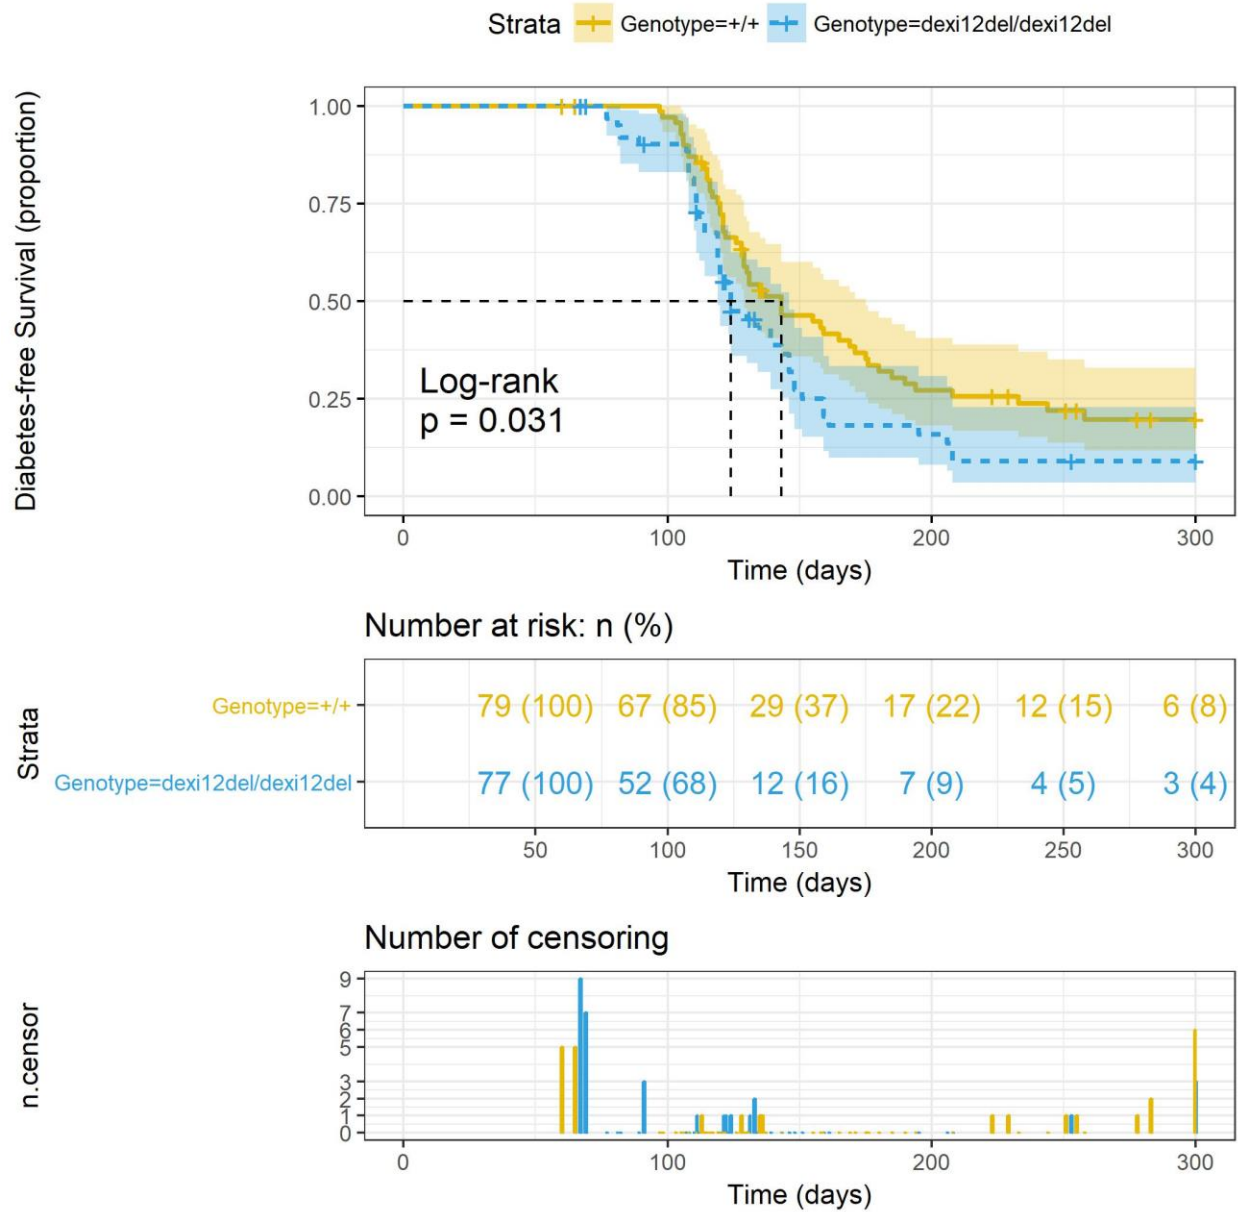 Strata Genotype=+/+ Genotype=dexi12del/dexi12del
Diabetes-free Survival (proportion)
1.00
0.75
0.50
0.25
0.00
Log-rank
p = 0.031
0 100 200 300
Time (days)
Number at risk: n (%)
Strata
Genotype=+/+ 79 (100) 67 (85) 29 (37) 17 (22) 12 (15) 6 (8)
Genotype=dexi12del/dexi12del 77 (100) 52 (68) 12 (16) 7 (9) 4 (5) 3 (4)
50 100 150 200 250 300
Time (days)
Number of censoring
n.censor
9
7
6
5
3
2
1
0
0 100 200 300
Time (days)